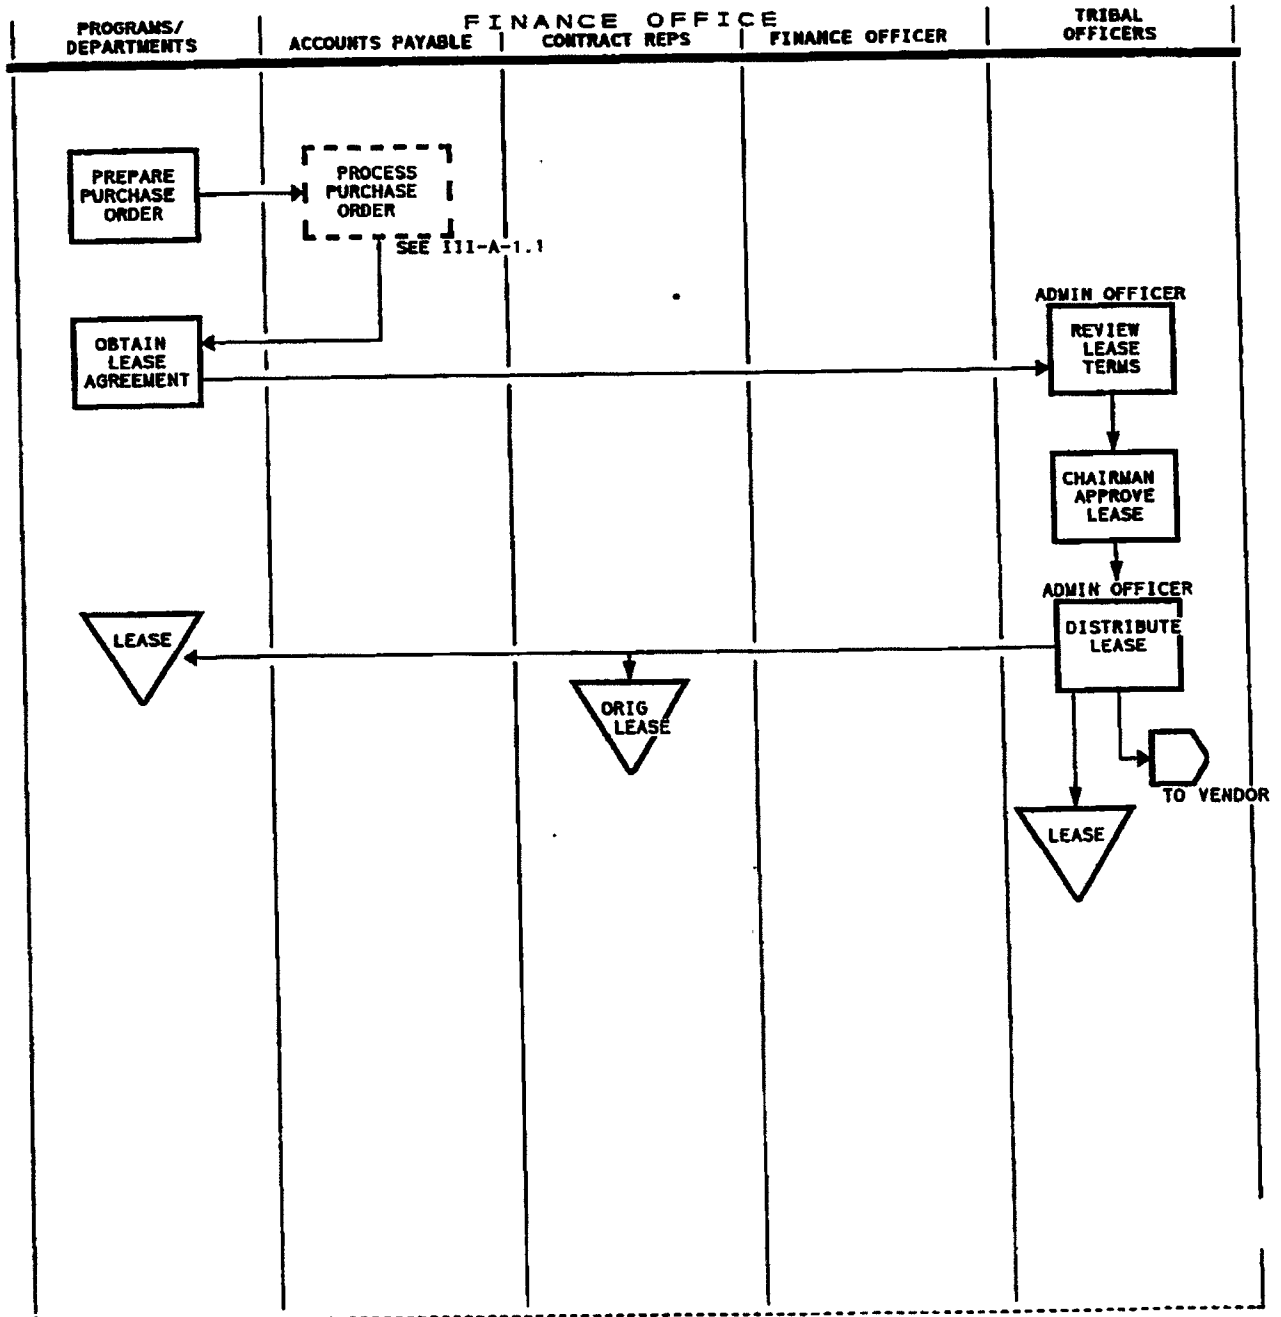 FINANCE OFFICE
PROGRAMS/
DEPARTMENTS
ACCOUNTS PAYABLE
CONTRACT REPS
FINANCE OFFICER
TRIBAL
OFFICERS
PREPARE
PURCHASE
ORDER
PROCESS
PURCHASE
ORDER
SEE III-A-1.1
OBTAIN
LEASE
AGREEMENT
ADMIN OFFICER
REVIEW
LEASE
TERMS
CHAIRMAN
APPROVE
LEASE
ADMIN OFFICER
DISTRIBUTE
LEASE
LEASE
ORIG
LEASE
TO VENDOR
LEASE